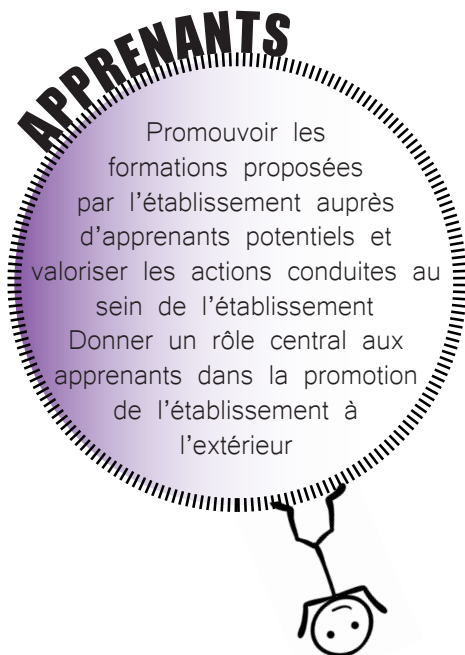 APPRENANTS
Promouvoir les
formations proposées
par l'établissement auprès
d'apprenants potentiels et
valoriser les actions conduites au
sein de l'établissement
Donner un rôle central aux
apprenants dans la promotion
de l'établissement à
l'extérieur